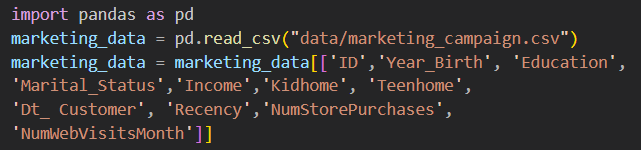 import pandas as pd
marketing_data = pd.read_csv("data/marketing_campaign.csv")
marketing_data = marketing_data[['ID','Year_Birth', 'Education',
'Marital_Status','Income','Kidhome', 'Teenhome',
'Dt_ Customer', 'Recency','NumStorePurchases',
'NumWebVisitsMonth']]